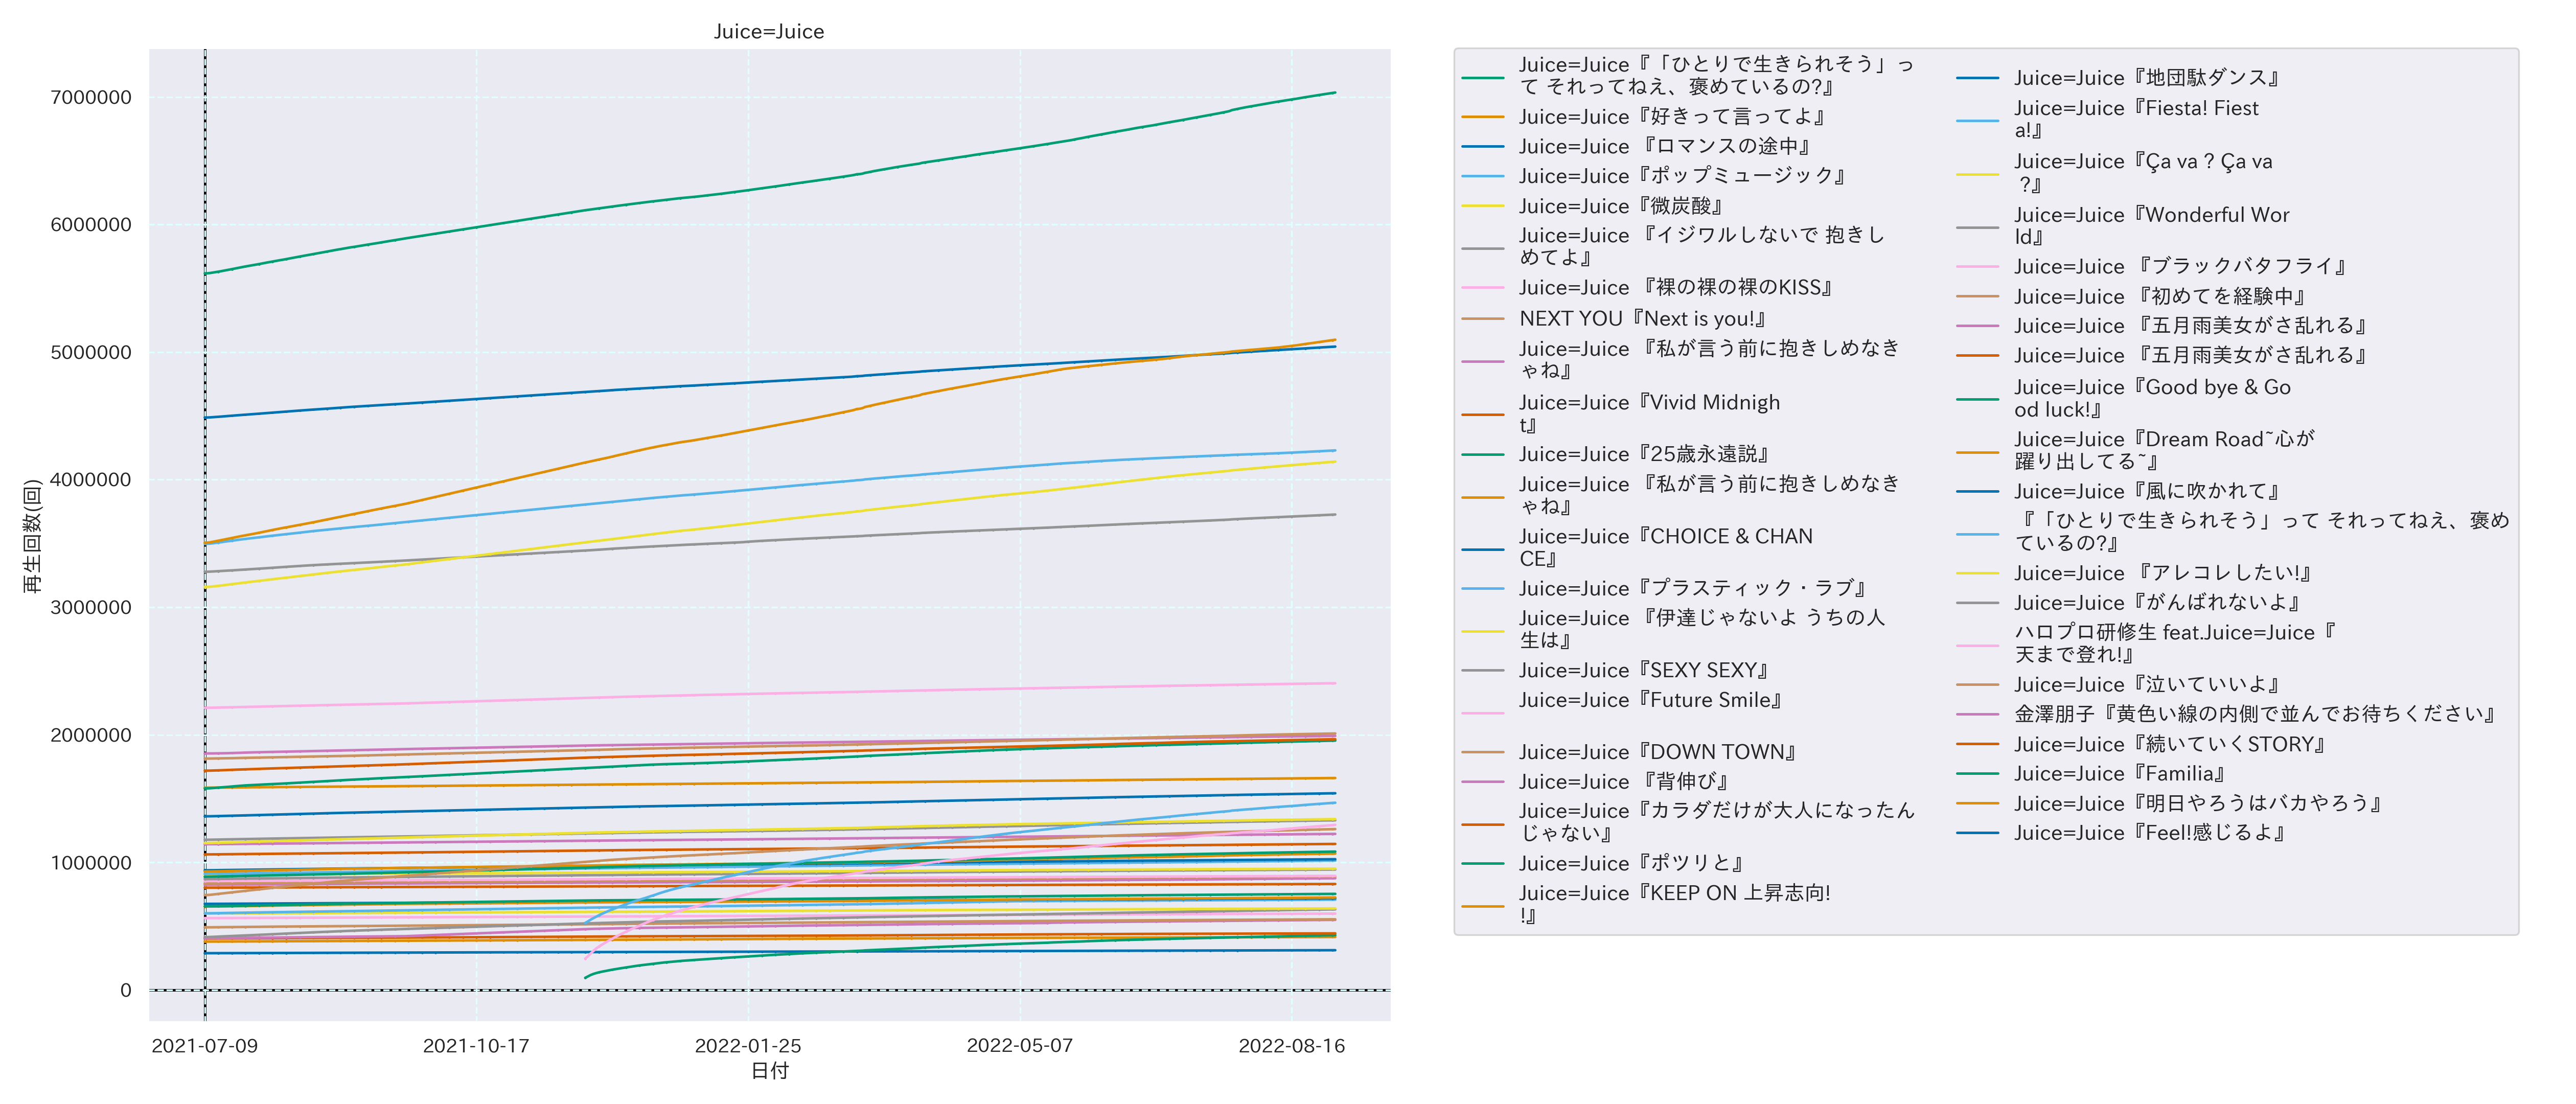 Juice=Juice
7000000
6000000
5000000
4000000
3000000
2000000
1000000
0
再生回数(回)
2021-07-09
2021-10-17
2022-01-25
2022-05-07
2022-08-16
日付
Juice=Juice『「ひとりで生きられそう」っ
て それってねえ、褒めているの?』
Juice=Juice『好きって言ってよ』
Juice=Juice 『ロマンスの途中』
Juice=Juice『ポップミュージック』
Juice=Juice『微炭酸』
Juice=Juice 『イジワルしないで 抱きし
めてよ』
Juice=Juice 『裸の裸の裸のKISS』
NEXT YOU『Next is you!』
Juice=Juice 『私が言う前に抱きしめなき
ゃね』
Juice=Juice『Vivid Midnigh
t』
Juice=Juice『25歳永遠説』
Juice=Juice 『私が言う前に抱きしめなき
ゃね』
Juice=Juice『CHOICE & CHAN
CE』
Juice=Juice『プラスティック・ラブ』
Juice=Juice 『伊達じゃないよ うちの人
生は』
Juice=Juice『SEXY SEXY』
Juice=Juice『Future Smile』
Juice=Juice『DOWN TOWN』
Juice=Juice 『背伸び』
Juice=Juice『カラダだけが大人になったん
じゃない』
Juice=Juice『ポツリと』
Juice=Juice『KEEP ON 上昇志向!
!』
Juice=Juice『地団駄ダンス』
Juice=Juice『Fiesta! Fiest
a!』
Juice=Juice『Ça va ? Ça va
?』
Juice=Juice『Wonderful Wor
ld』
Juice=Juice 『ブラックバタフライ』
Juice=Juice 『初めてを経験中』
Juice=Juice 『五月雨美女がさ乱れる』
Juice=Juice 『五月雨美女がさ乱れる』
Juice=Juice『Good bye & Go
od luck!』
Juice=Juice『Dream Road~心が
躍り出してる~』
Juice=Juice『風に吹かれて』
『「ひとりで生きられそう」って それってねえ、褒め
ているの?』
Juice=Juice 『アレコレしたい!』
Juice=Juice『がんばれないよ』
ハロプロ研修生 feat.Juice=Juice『
天まで登れ!』
Juice=Juice『泣いていいよ』
金澤朋子『黄色い線の内側で並んでお待ちください』
Juice=Juice『続いていくSTORY』
Juice=Juice『Familia』
Juice=Juice『明日やろうはバカやろう』
Juice=Juice『Feel!感じるよ』